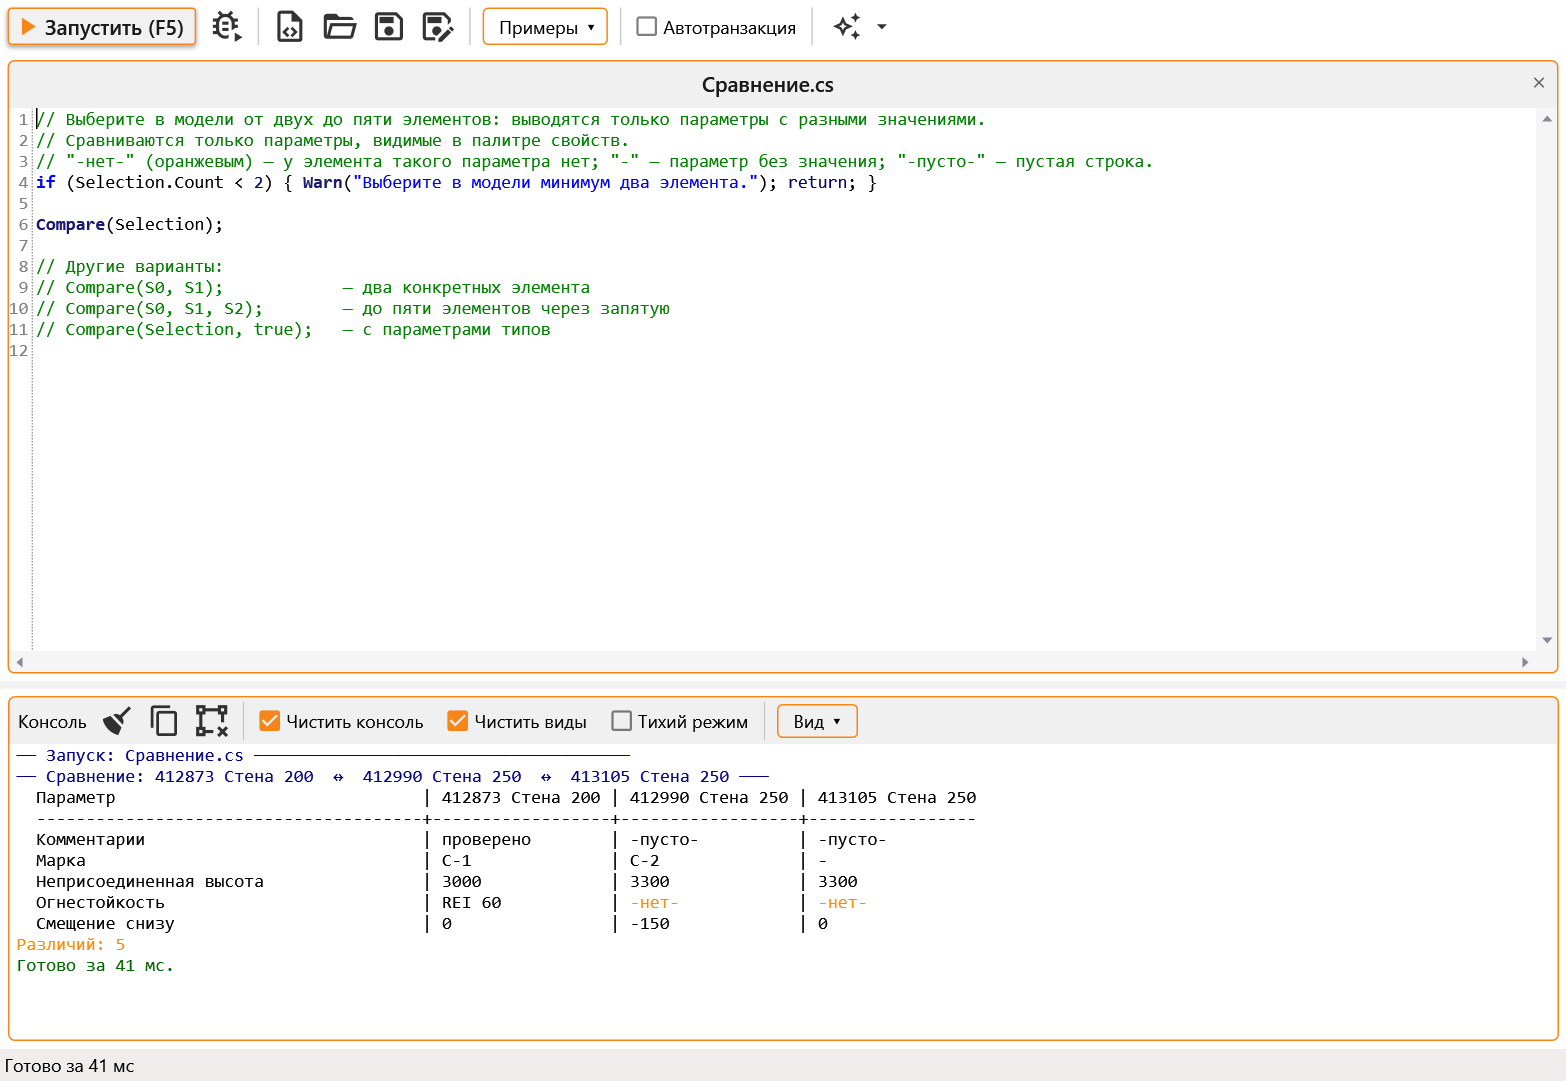 Запустить (F5) Примеры Автотранзакция
Сравнение.cs
1 // Выберите в модели от двух до пяти элементов: выводятся только параметры с разными значениями.
2 // Сравниваются только параметры, видимые в палитре свойств.
3 // "-нет-" (оранжевым) — у элемента такого параметра нет; "-" — параметр без значения; "-пусто-" — пустая строка.
4 if (Selection.Count < 2) { Warn("Выберите в модели минимум два элемента."); return; }
5
6 Compare(Selection);
7
8 // Другие варианты:
9 // Compare(S0, S1);            — два конкретных элемента
10 // Compare(S0, S1, S2);        — до пяти элементов через запятую
11 // Compare(Selection, true);   — с параметрами типов
12
Консоль Чистить консоль Чистить виды Тихий режим Вид
── Запуск: Сравнение.cs ──────────────────────────────────────
── Сравнение: 412873 Стена 200  ↔  412990 Стена 250  ↔  413105 Стена 250 ───
  Параметр                               | 412873 Стена 200 | 412990 Стена 250 | 413105 Стена 250
  ---------------------------------------+------------------+------------------+-----------------
  Комментарии                            | проверено        | -пусто-          | -пусто-
  Марка                                  | С-1              | С-2              | -
  Неприсоединенная высота                | 3000             | 3300             | 3300
  Огнестойкость                          | REI 60           | -нет-            | -нет-
  Смещение снизу                         | 0                | -150             | 0
Различий: 5
Готово за 41 мс.
Готово за 41 мс